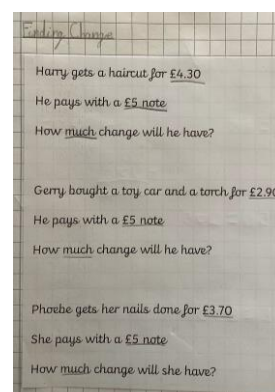 Finding Change
Harry gets a haircut for £4.30
He pays with a £5 note
How much change will he have?
Gerry bought a toy car and a torch for £2.90
He pays with a £5 note
How much change will he have?
Phoebe gets her nails done for £3.70
She pays with a £5 note
How much change will she have?